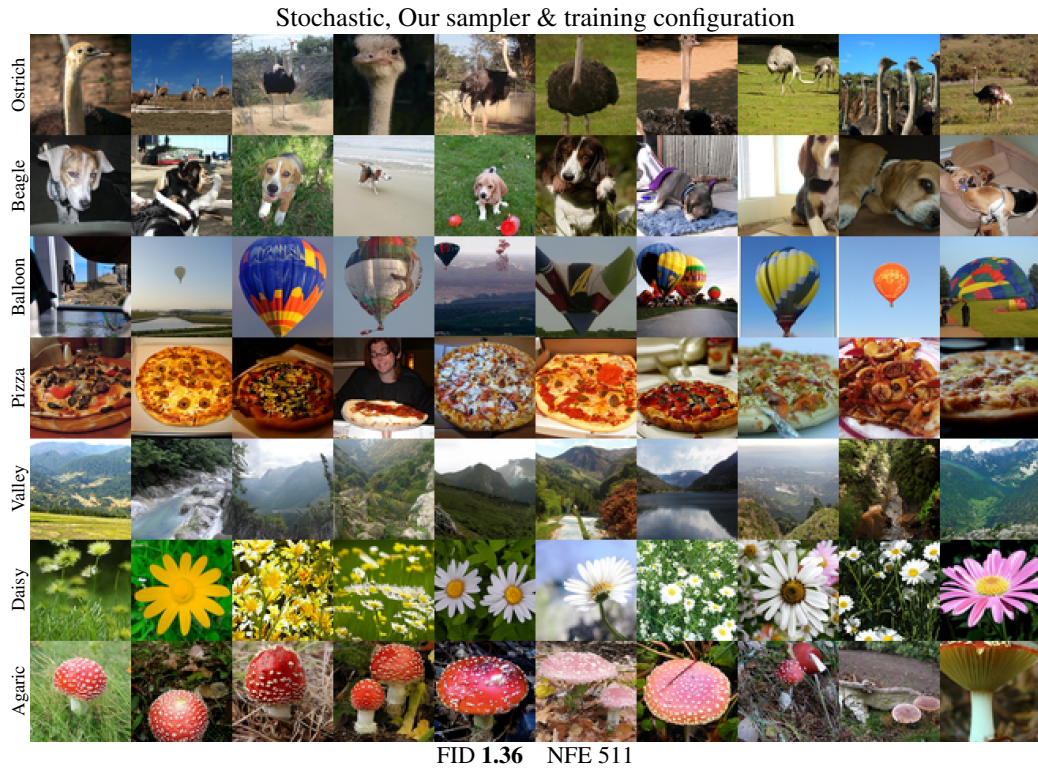 Stochastic, Our sampler & training configuration
Ostrich
Beagle
Balloon
Pizza
Valley
Daisy
Agaric
FID 1.36 NFE 511